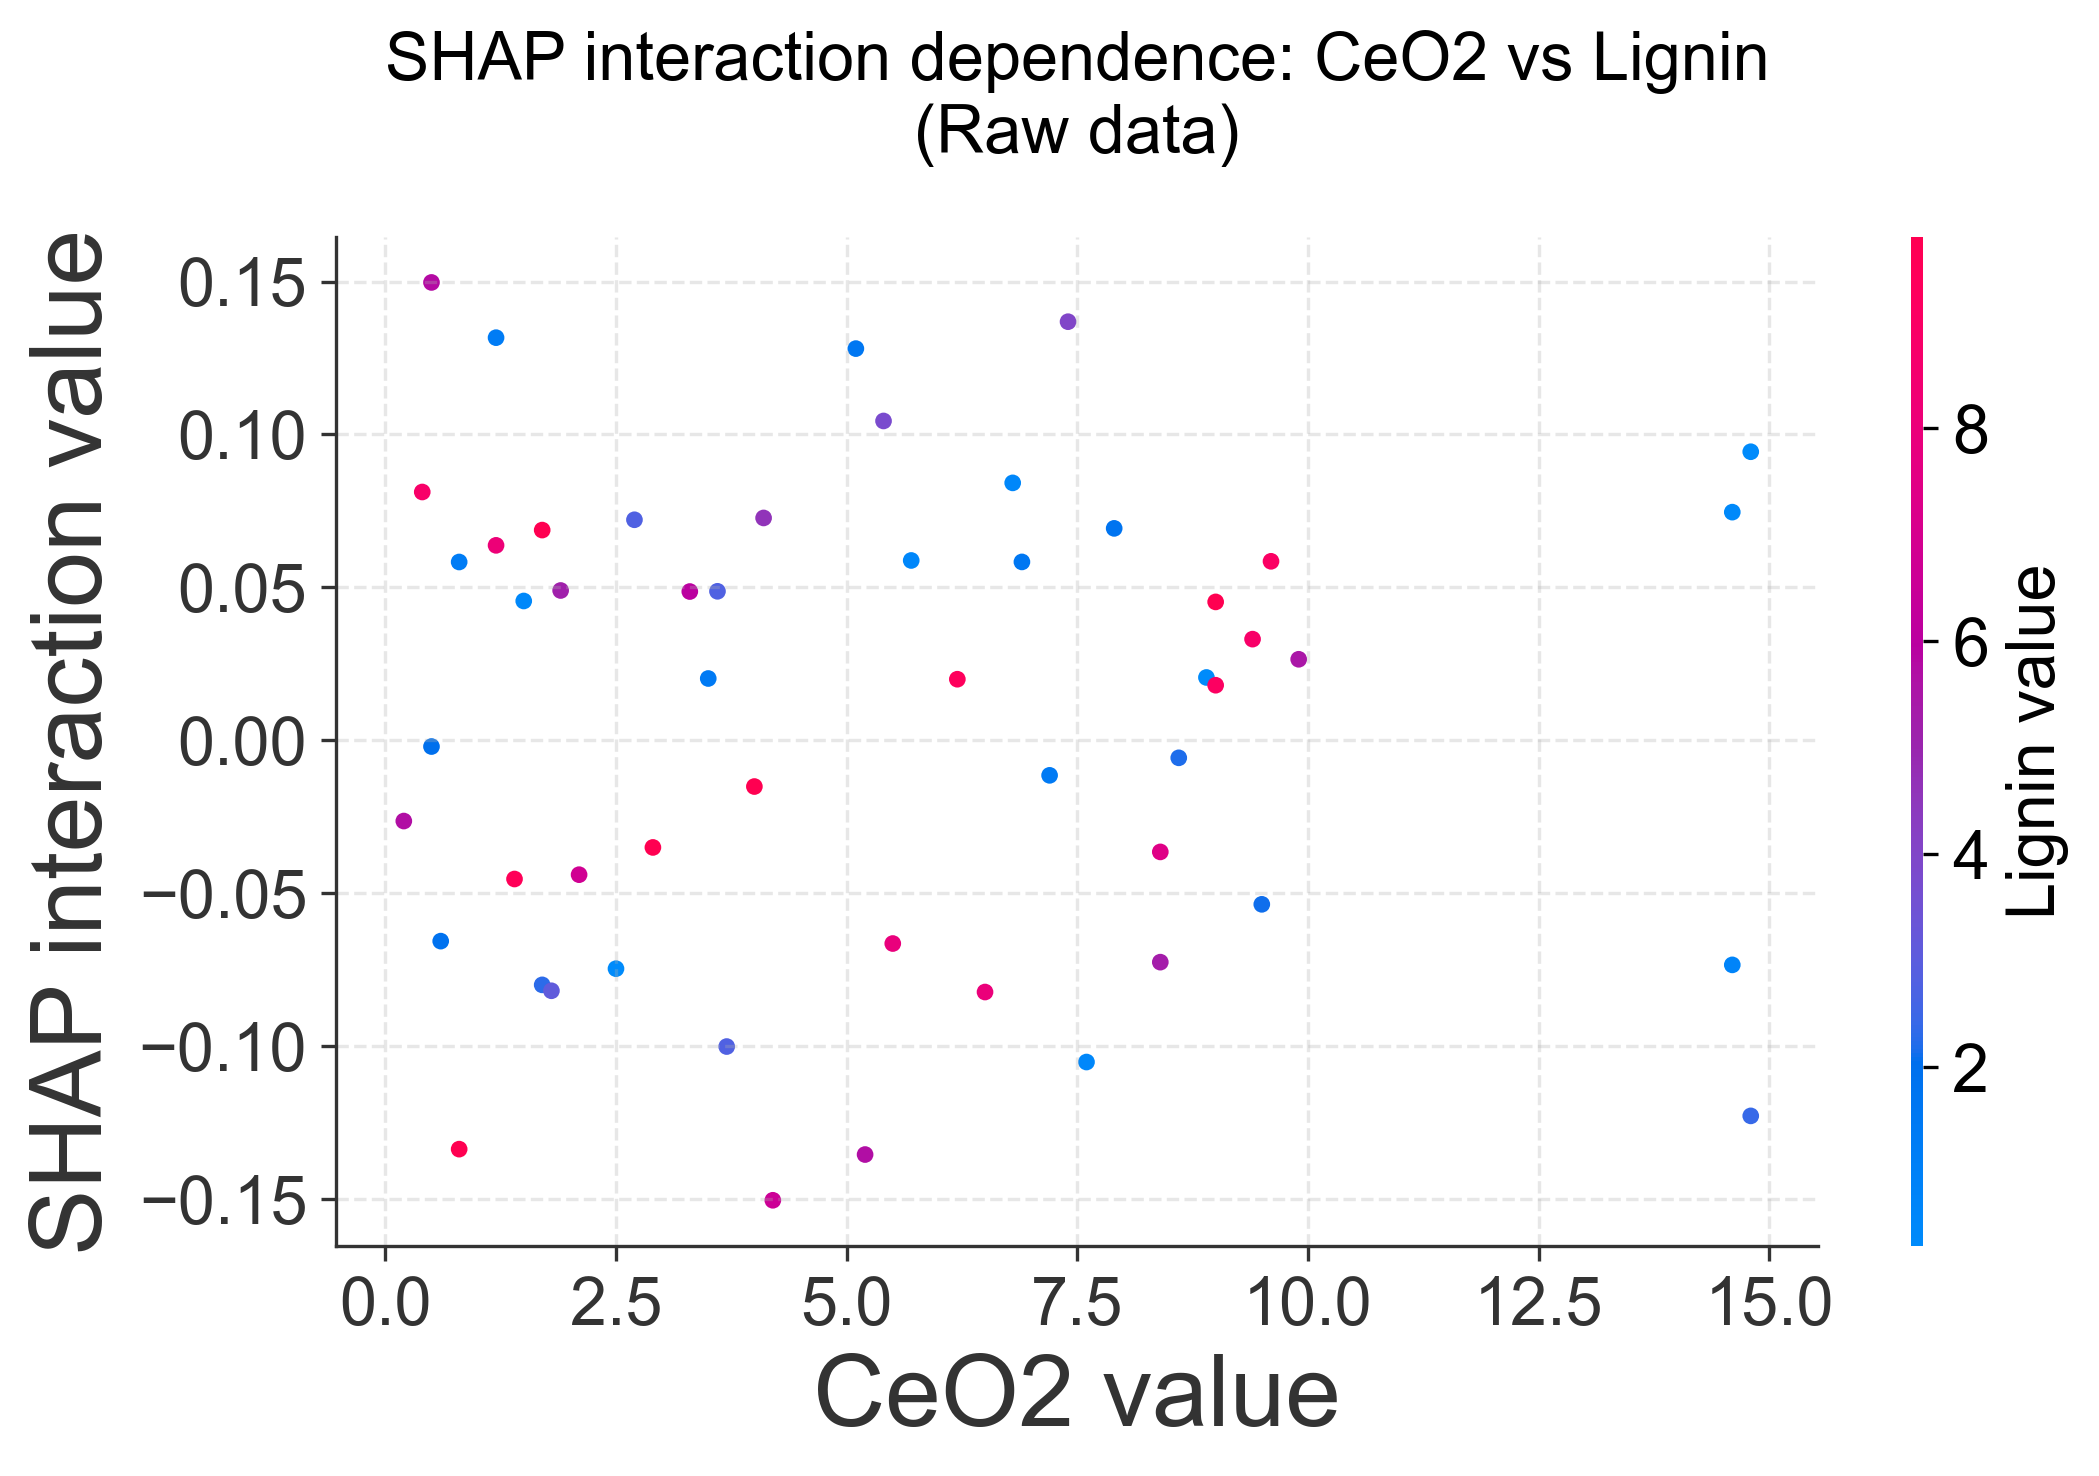 SHAP interaction dependence: CeO2 vs Lignin
(Raw data)
SHAP interaction value
0.15
0.10
0.05
0.00
−0.05
−0.10
−0.15
0.0 2.5 5.0 7.5 10.0 12.5 15.0
CeO2 value
8
6
4
2
Lignin value